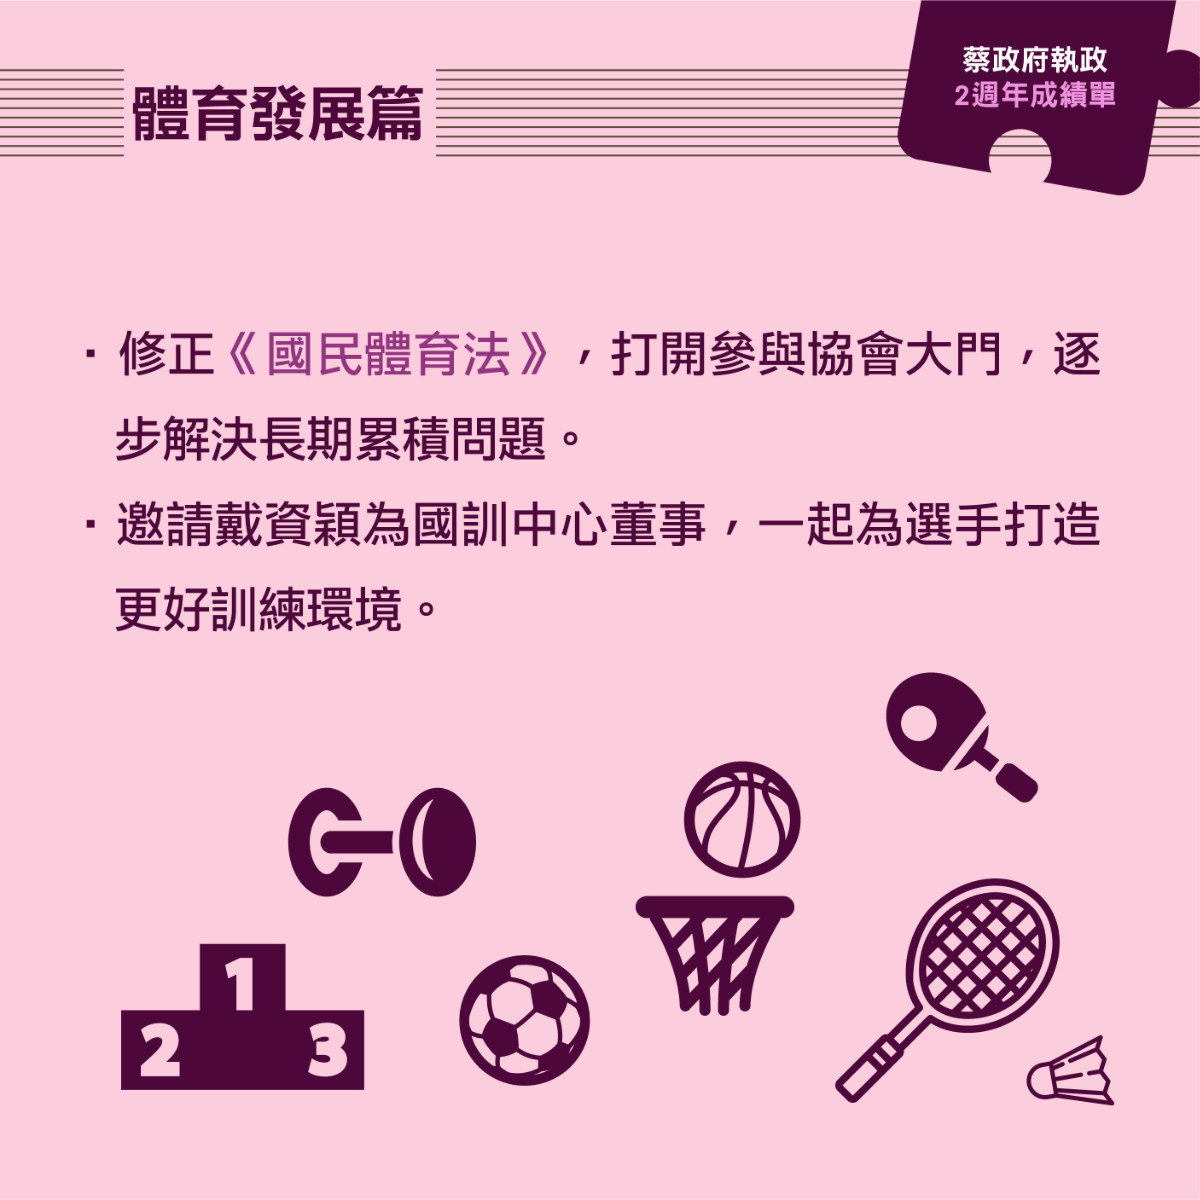 體育發展篇
蔡政府執政
2週年成績單
·修正《國民體育法》，打開參與協會大門，逐
步解決長期累積問題。
·邀請戴資穎為國訓中心董事，一起為選手打造
更好訓練環境。
1
2 3